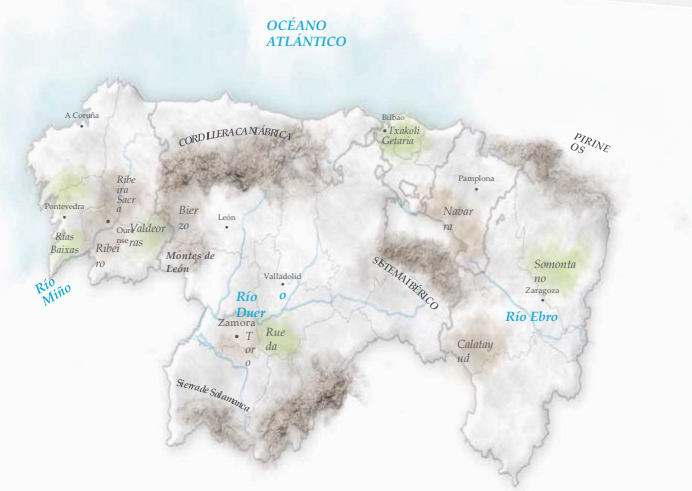 OCÉANO
ATLÁNTICO
A Coruña
CORDILLERA CANTÁBRICA
Bilbao
Txakoli
Getaria
PIRINE
OS
Ribe
ira
Sacr
a
Pamplona
Pontevedra
Bier
zo
León
Navar
ra
Rías
Baixas
Oure
nse
Valdeor
ras
Ribei
ro
Montes de
León
Río
Miño
SISTEMA IBÉRICO
Somonta
no
Zaragoza
Valladolid
Río
Duer
o
Río Ebro
Zamora
T
or
o
Rue
da
Calatay
ud
Sierra de Salamanca